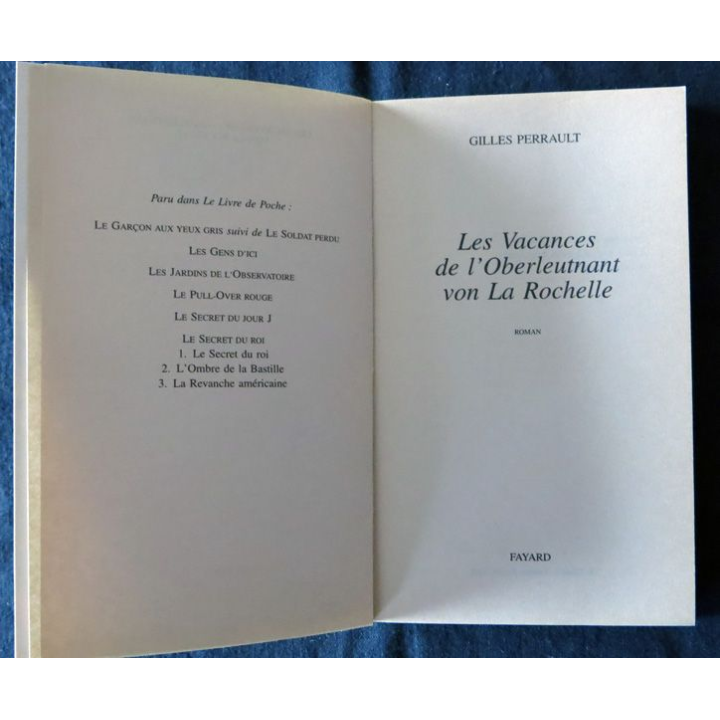 Paru dans Le Livre de Poche :
LE GARÇON AUX YEUX GRIS suivi de LE SOLDAT PERDU
LES GENS D'ICI
LES JARDINS DE L'OBSERVATOIRE
LE PULL-OVER ROUGE
LE SECRET DU JOUR J
LE SECRET DU ROI
1. Le Secret du roi
2. L'Ombre de la Bastille
3. La Revanche américaine
GILLES PERRAULT
Les Vacances
de l'Oberleutnant
von La Rochelle
ROMAN
FAYARD